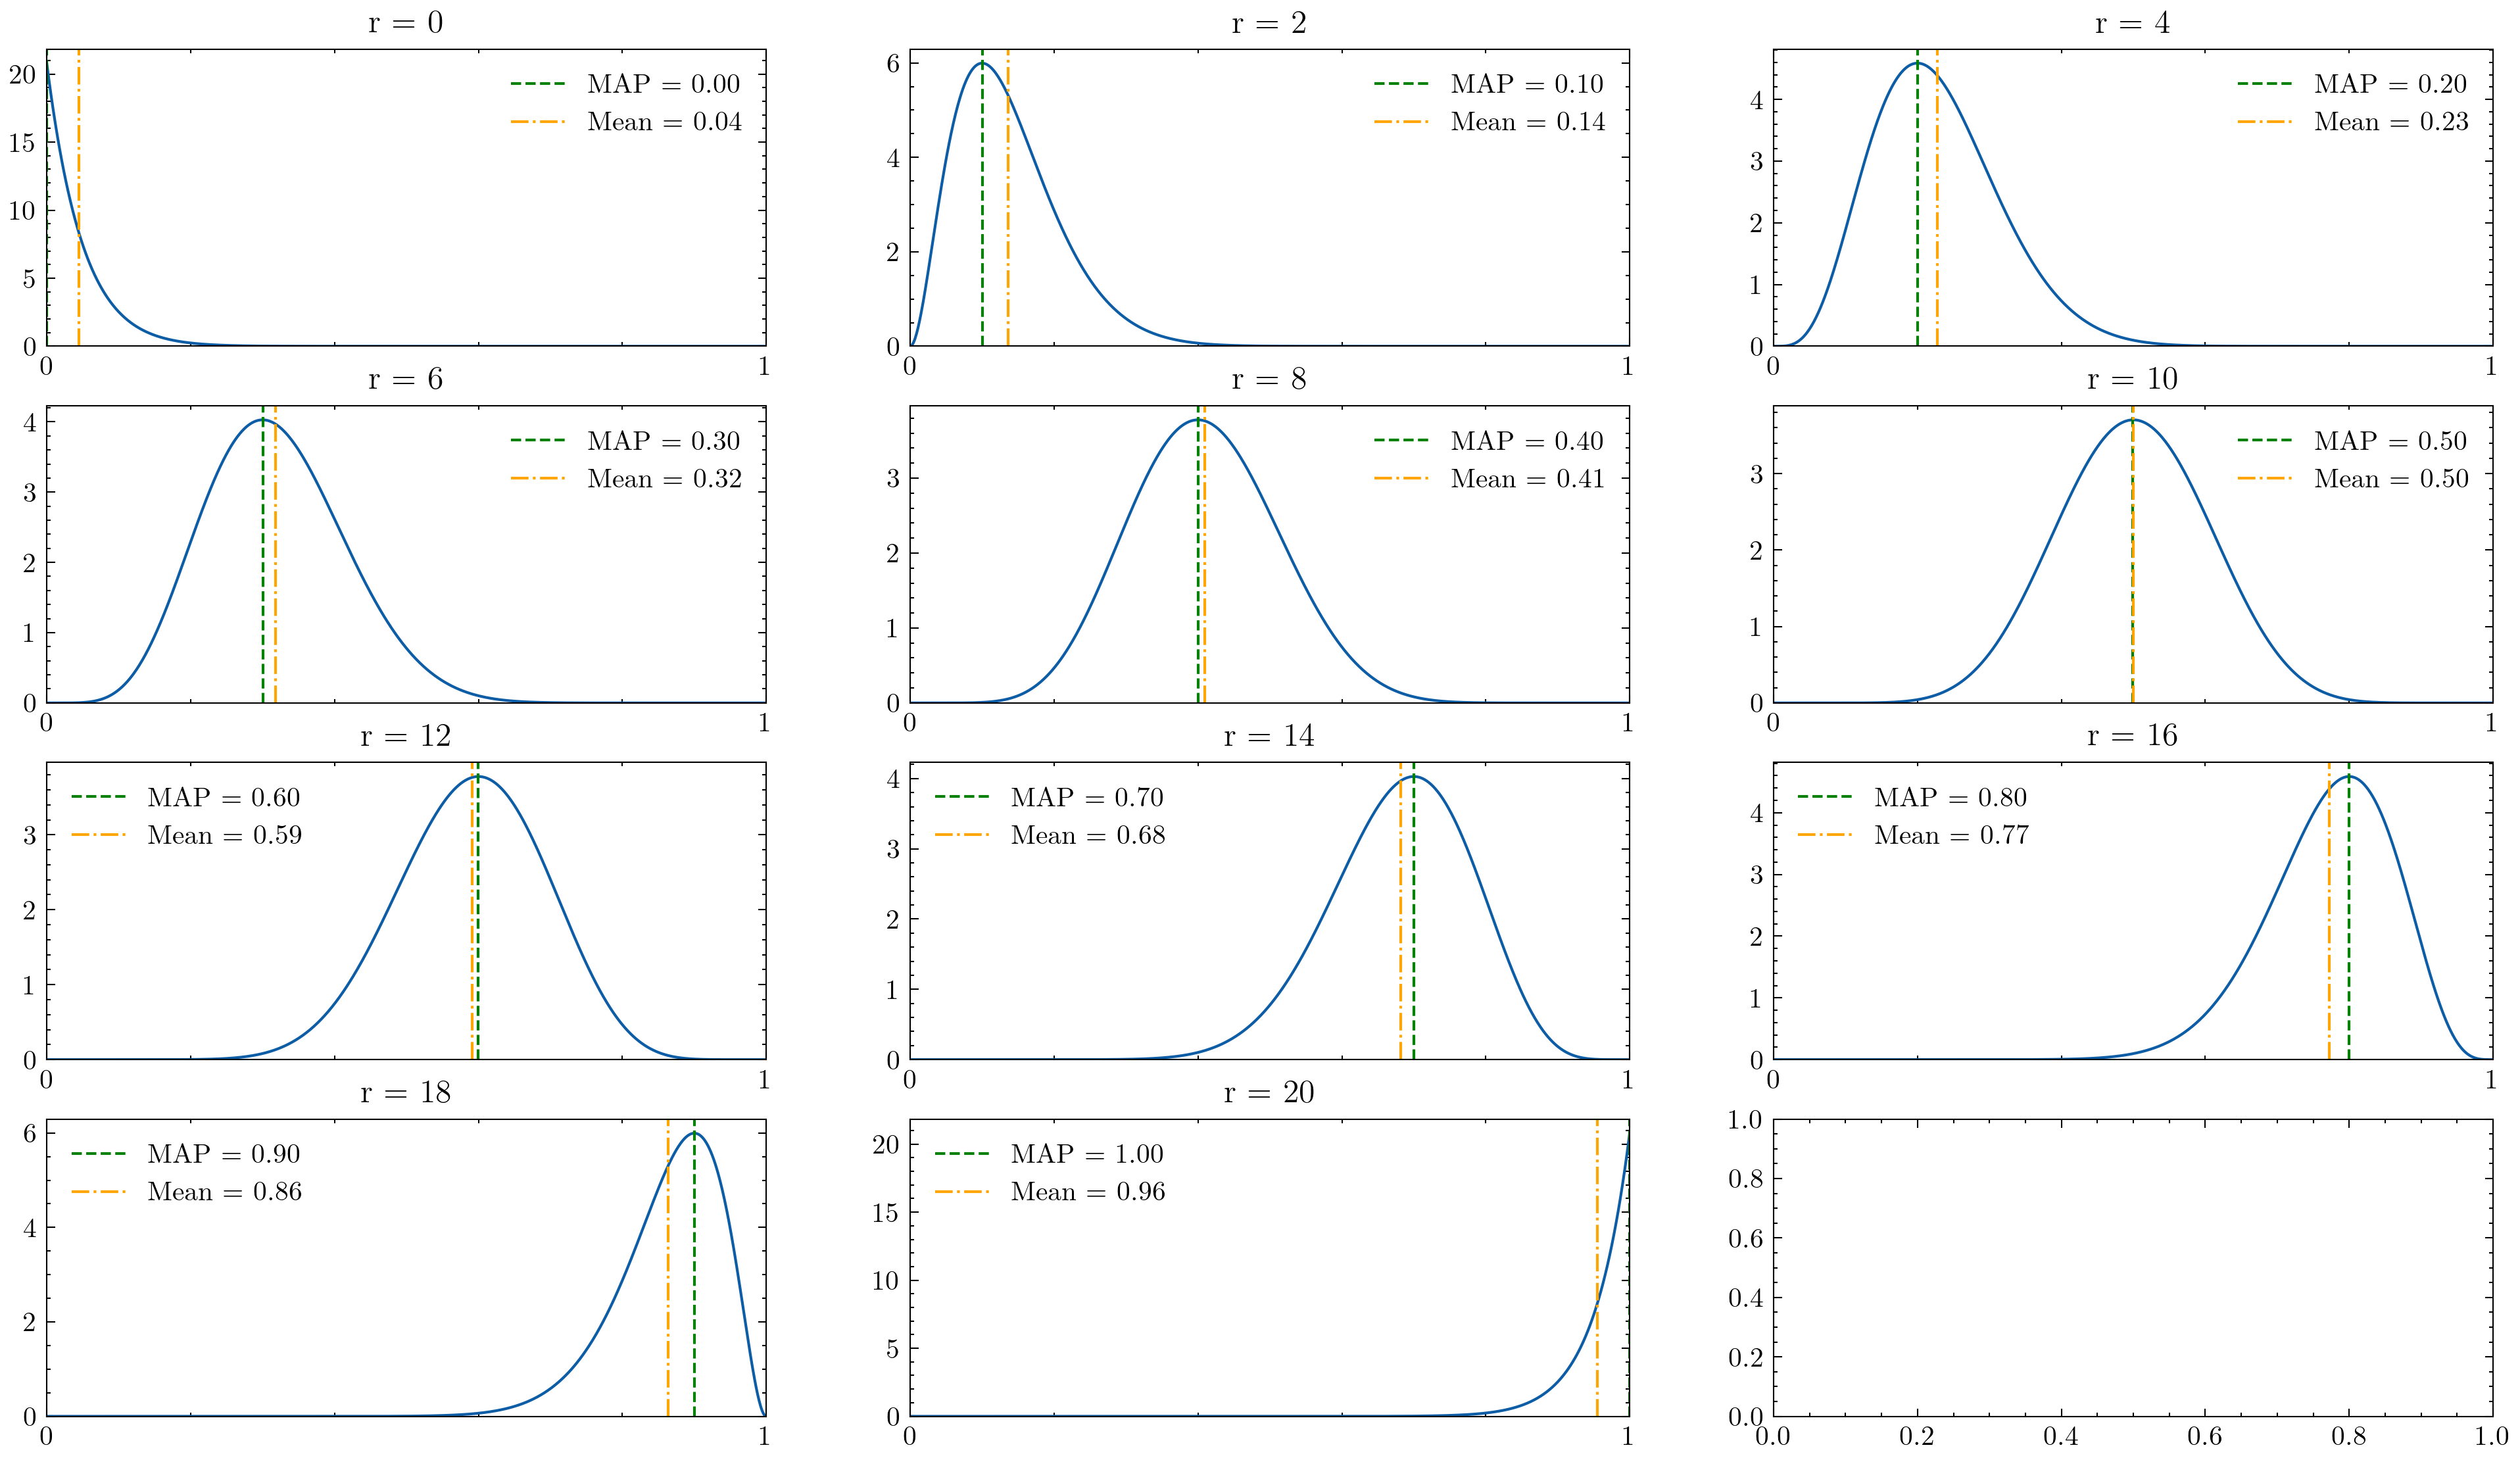 r = 0
MAP = 0.00
Mean = 0.04
20
15
10
5
0
0
1
r = 2
MAP = 0.10
Mean = 0.14
6
4
2
0
0
1
r = 4
MAP = 0.20
Mean = 0.23
4
3
2
1
0
0
1
r = 6
MAP = 0.30
Mean = 0.32
4
3
2
1
0
0
1
r = 8
MAP = 0.40
Mean = 0.41
3
2
1
0
0
1
r = 10
MAP = 0.50
Mean = 0.50
3
2
1
0
0
1
r = 12
MAP = 0.60
Mean = 0.59
3
2
1
0
0
1
r = 14
MAP = 0.70
Mean = 0.68
4
3
2
1
0
0
1
r = 16
MAP = 0.80
Mean = 0.77
4
3
2
1
0
0
1
r = 18
MAP = 0.90
Mean = 0.86
6
4
2
0
0
1
r = 20
MAP = 1.00
Mean = 0.96
20
15
10
5
0
0
1
1.0
0.8
0.6
0.4
0.2
0.0
0.0 0.2 0.4 0.6 0.8 1.0